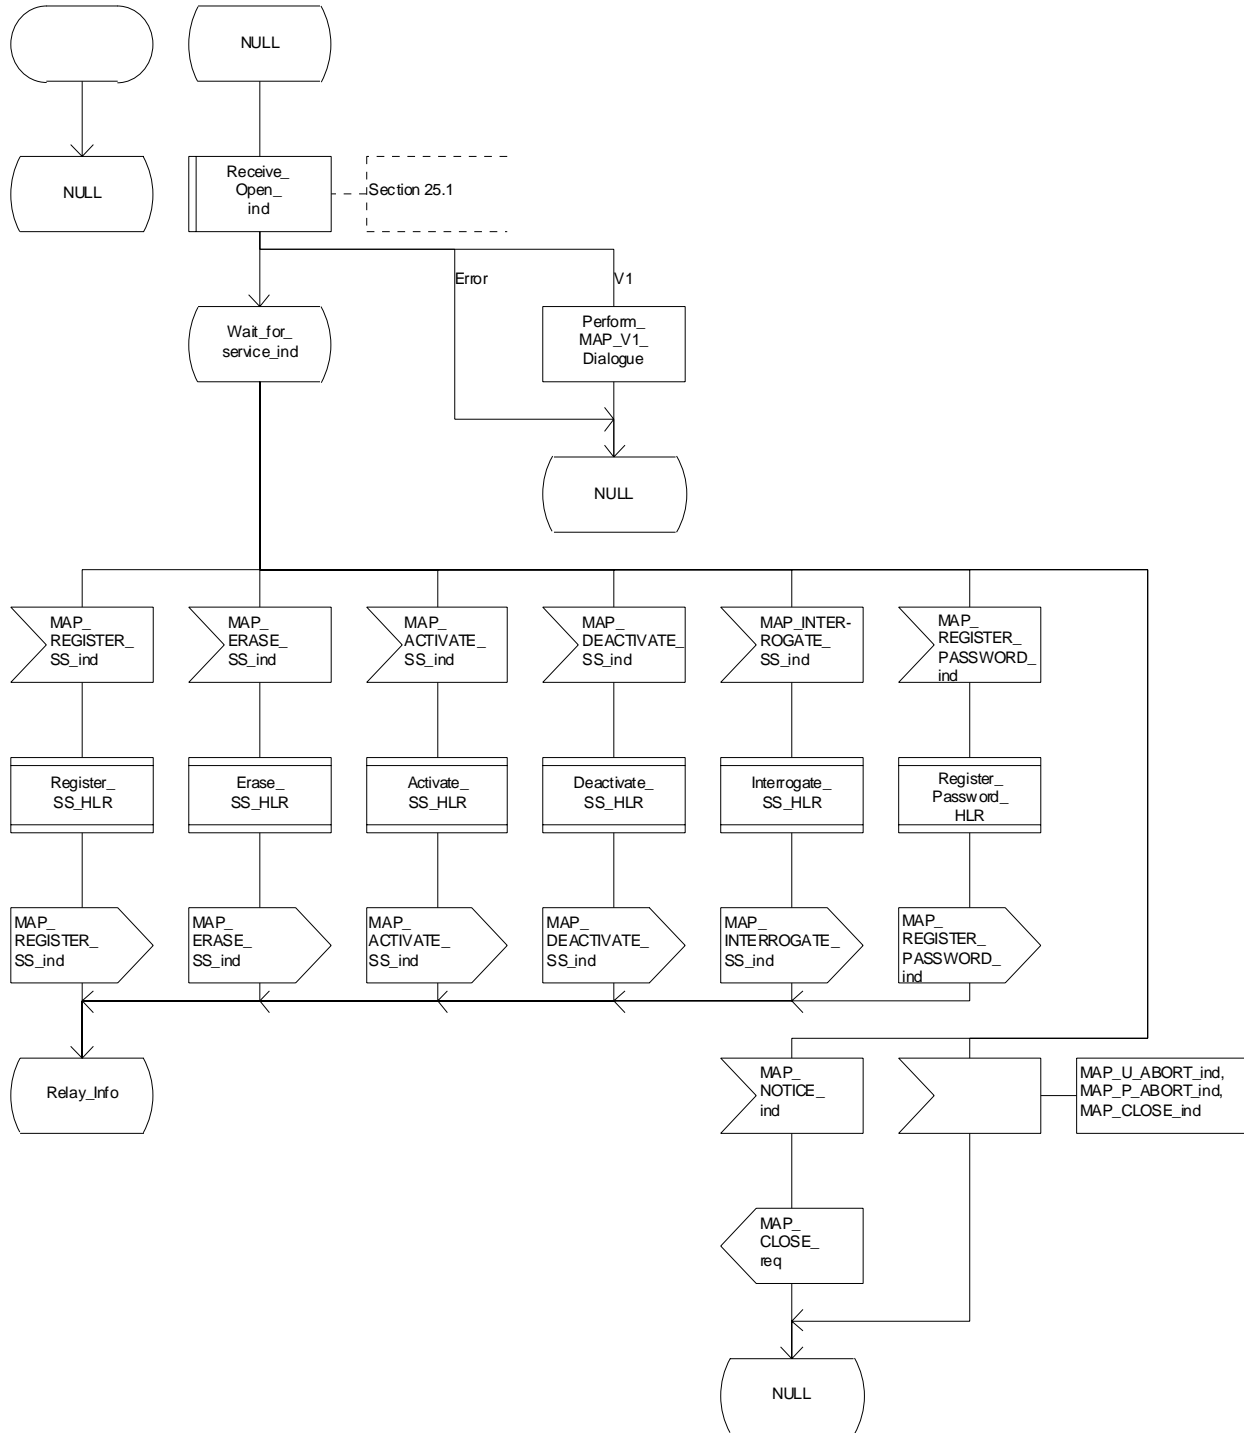 NULL
NULL
Receive_
Open_
ind
Section 25.1
Error
V1
Wait_for_
service_ind
Perform_
MAP_V1_
Dialogue
NULL
MAP_
REGISTER_
SS_ind
MAP_
ERASE_
SS_ind
MAP_
ACTIVATE_
SS_ind
MAP_
DEACTIVATE_
SS_ind
MAP_INTER-
ROGATE_
SS_ind
MAP_
REGISTER_
PASSWORD_
ind
Register_
SS_HLR
Erase_
SS_HLR
Activate_
SS_HLR
Deactivate_
SS_HLR
Interrogate_
SS_HLR
Register_
Password_
HLR
MAP_
REGISTER_
SS_ind
MAP_
ERASE_
SS_ind
MAP_
ACTIVATE_
SS_ind
MAP_
DEACTIVATE_
SS_ind
MAP_
INTERROGATE_
SS_ind
MAP_
REGISTER_
PASSWORD_
ind
Relay_Info
MAP_
NOTICE_
ind
MAP_U_ABORT_ind,
MAP_P_ABORT_ind,
MAP_CLOSE_ind
MAP_
CLOSE_
req
NULL